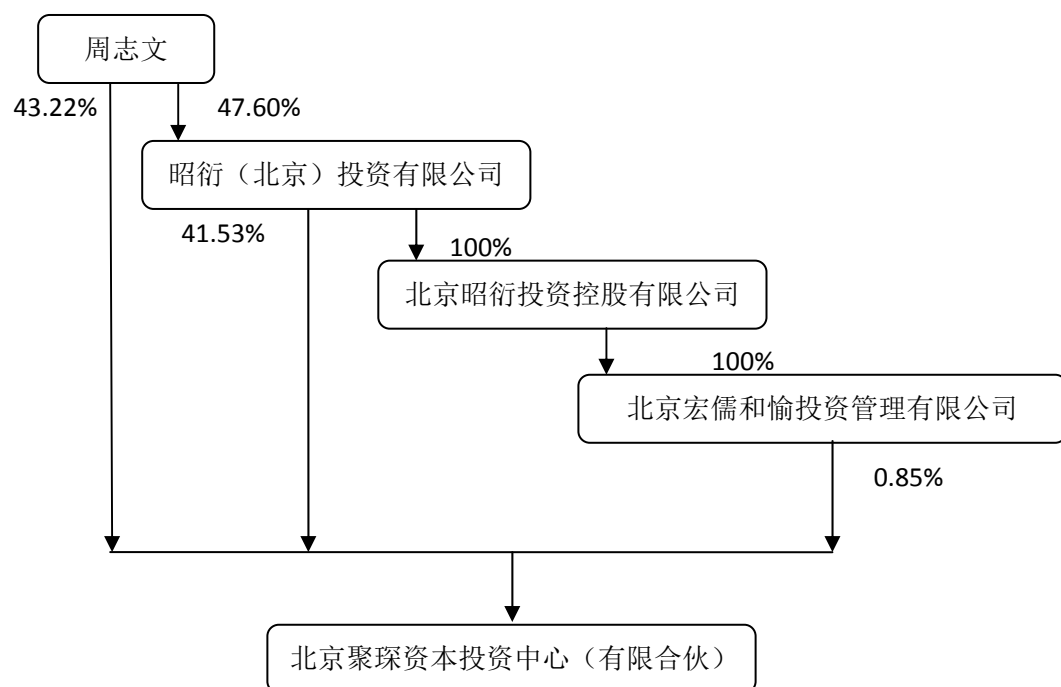 周志文
43.22%
47.60%
昭衍（北京）投资有限公司
41.53%
100%
北京昭衍投资控股有限公司
100%
北京宏儒和愉投资管理有限公司
0.85%
北京聚琛资本投资中心（有限合伙）